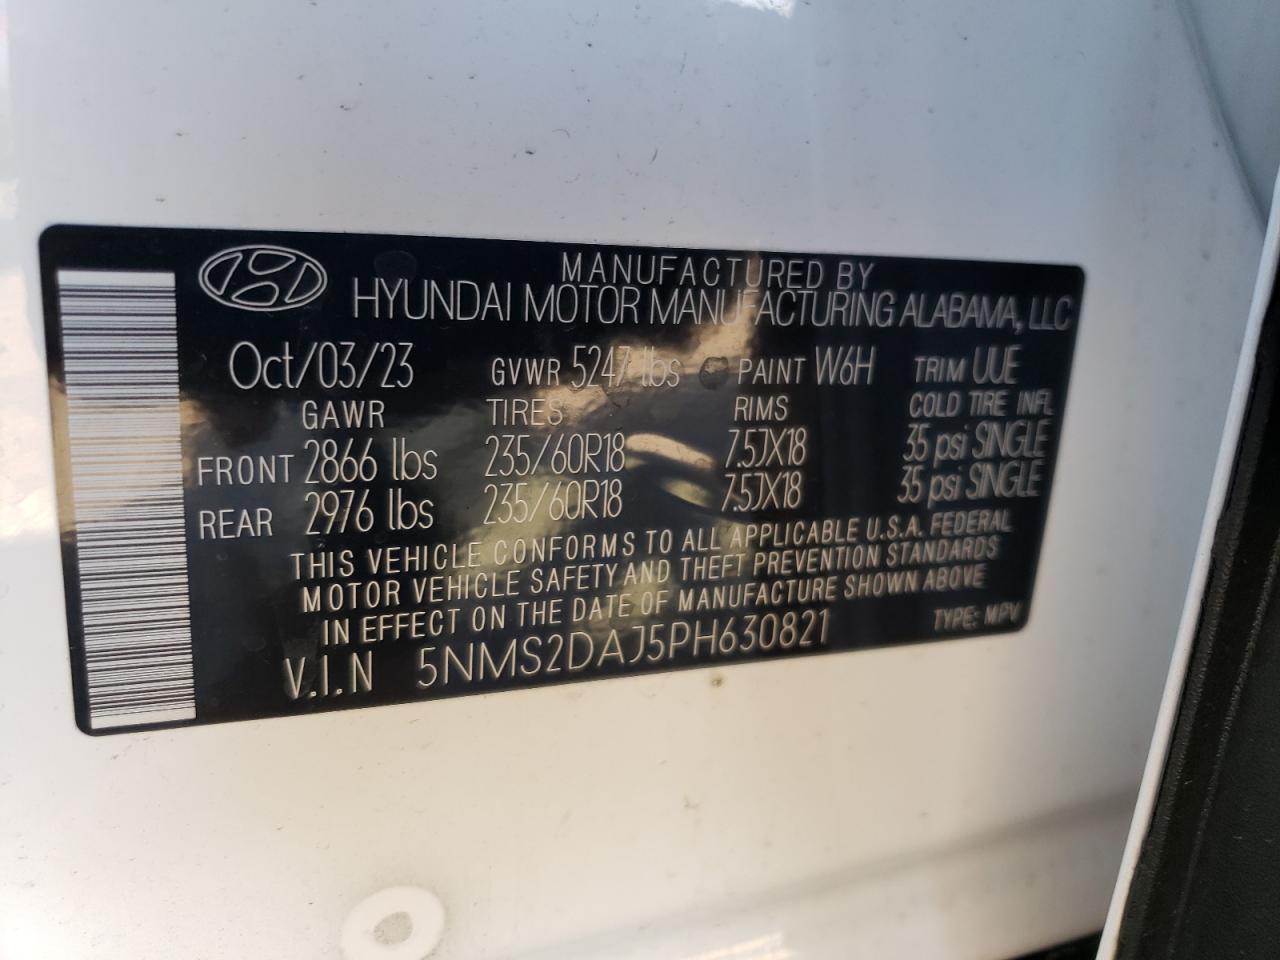 MANUFACTURED BY
HYUNDAI MOTOR MANUFACTURING ALABAMA, LLC
Oct/03/23 GVWR 5247 lbs PAINT W6H TRIM UUE
GAWR TIRES RIMS COLD TIRE INFL
FRONT 2866 lbs 235/60R18 7.5JX18 35 psi SINGLE
REAR 2976 lbs 235/60R18 7.5JX18 35 psi SINGLE
THIS VEHICLE CONFORMS TO ALL APPLICABLE U.S.A. FEDERAL
MOTOR VEHICLE SAFETY AND THEFT PREVENTION STANDARDS
IN EFFECT ON THE DATE OF MANUFACTURE SHOWN ABOVE
V.I.N 5NMS2DAJ5PH630821 TYPE: MPV